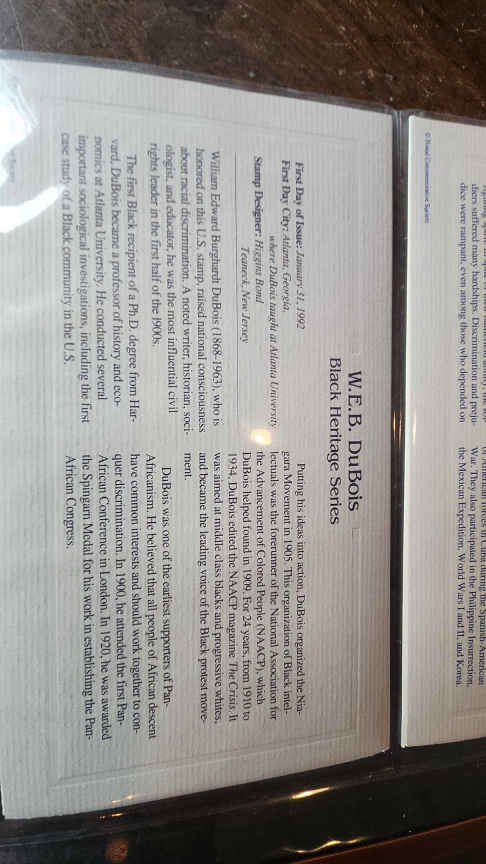 W.E.B. DuBois
Black Heritage Series
First Day of Issue: January 31, 1992
First Day City: Atlanta, Georgia,
where DuBois taught at Atlanta University
Stamp Designer: Higgins Bond
Teaneck, New Jersey
William Edward Burghardt DuBois (1868-1963), who is
honored on this U.S. stamp, raised national consciousness
about racial discrimination. A noted writer, historian, soci-
ologist, and educator, he was the most influential civil
rights leader in the first half of the 1900s.
The first Black recipient of a Ph.D. degree from Har-
vard, DuBois became a professor of history and eco-
nomics at Atlanta University. He conducted several
important sociological investigations, including the first
case study of a Black community in the U.S.
Putting his ideas into action, DuBois organized the Nia-
gara Movement in 1905. This organization of Black intel-
lectuals was the forerunner of the National Association for
the Advancement of Colored People (NAACP), which
DuBois helped found in 1909. For 24 years, from 1910 to
1934, DuBois edited the NAACP magazine The Crisis. It
was aimed at middle class blacks and progressive whites,
and became the leading voice of the Black protest move-
ment.
DuBois was one of the earliest supporters of Pan-
Africanism. He believed that all people of African descent
have common interests and should work together to con-
quer discrimination. In 1900, he attended the first Pan-
African Conference in London. In 1920, he was awarded
the Spingarn Medal for his work in establishing the Pan-
African Congress.
diers suffered many hardships. Discrimination and preju-
dice were rampant, even among those who depended on
of American forces in Cuba during the Spanish-American
War. They also participated in the Philippine Insurrection,
the Mexican Expedition, World Wars I and II, and Korea.
© Postal Commemorative Society